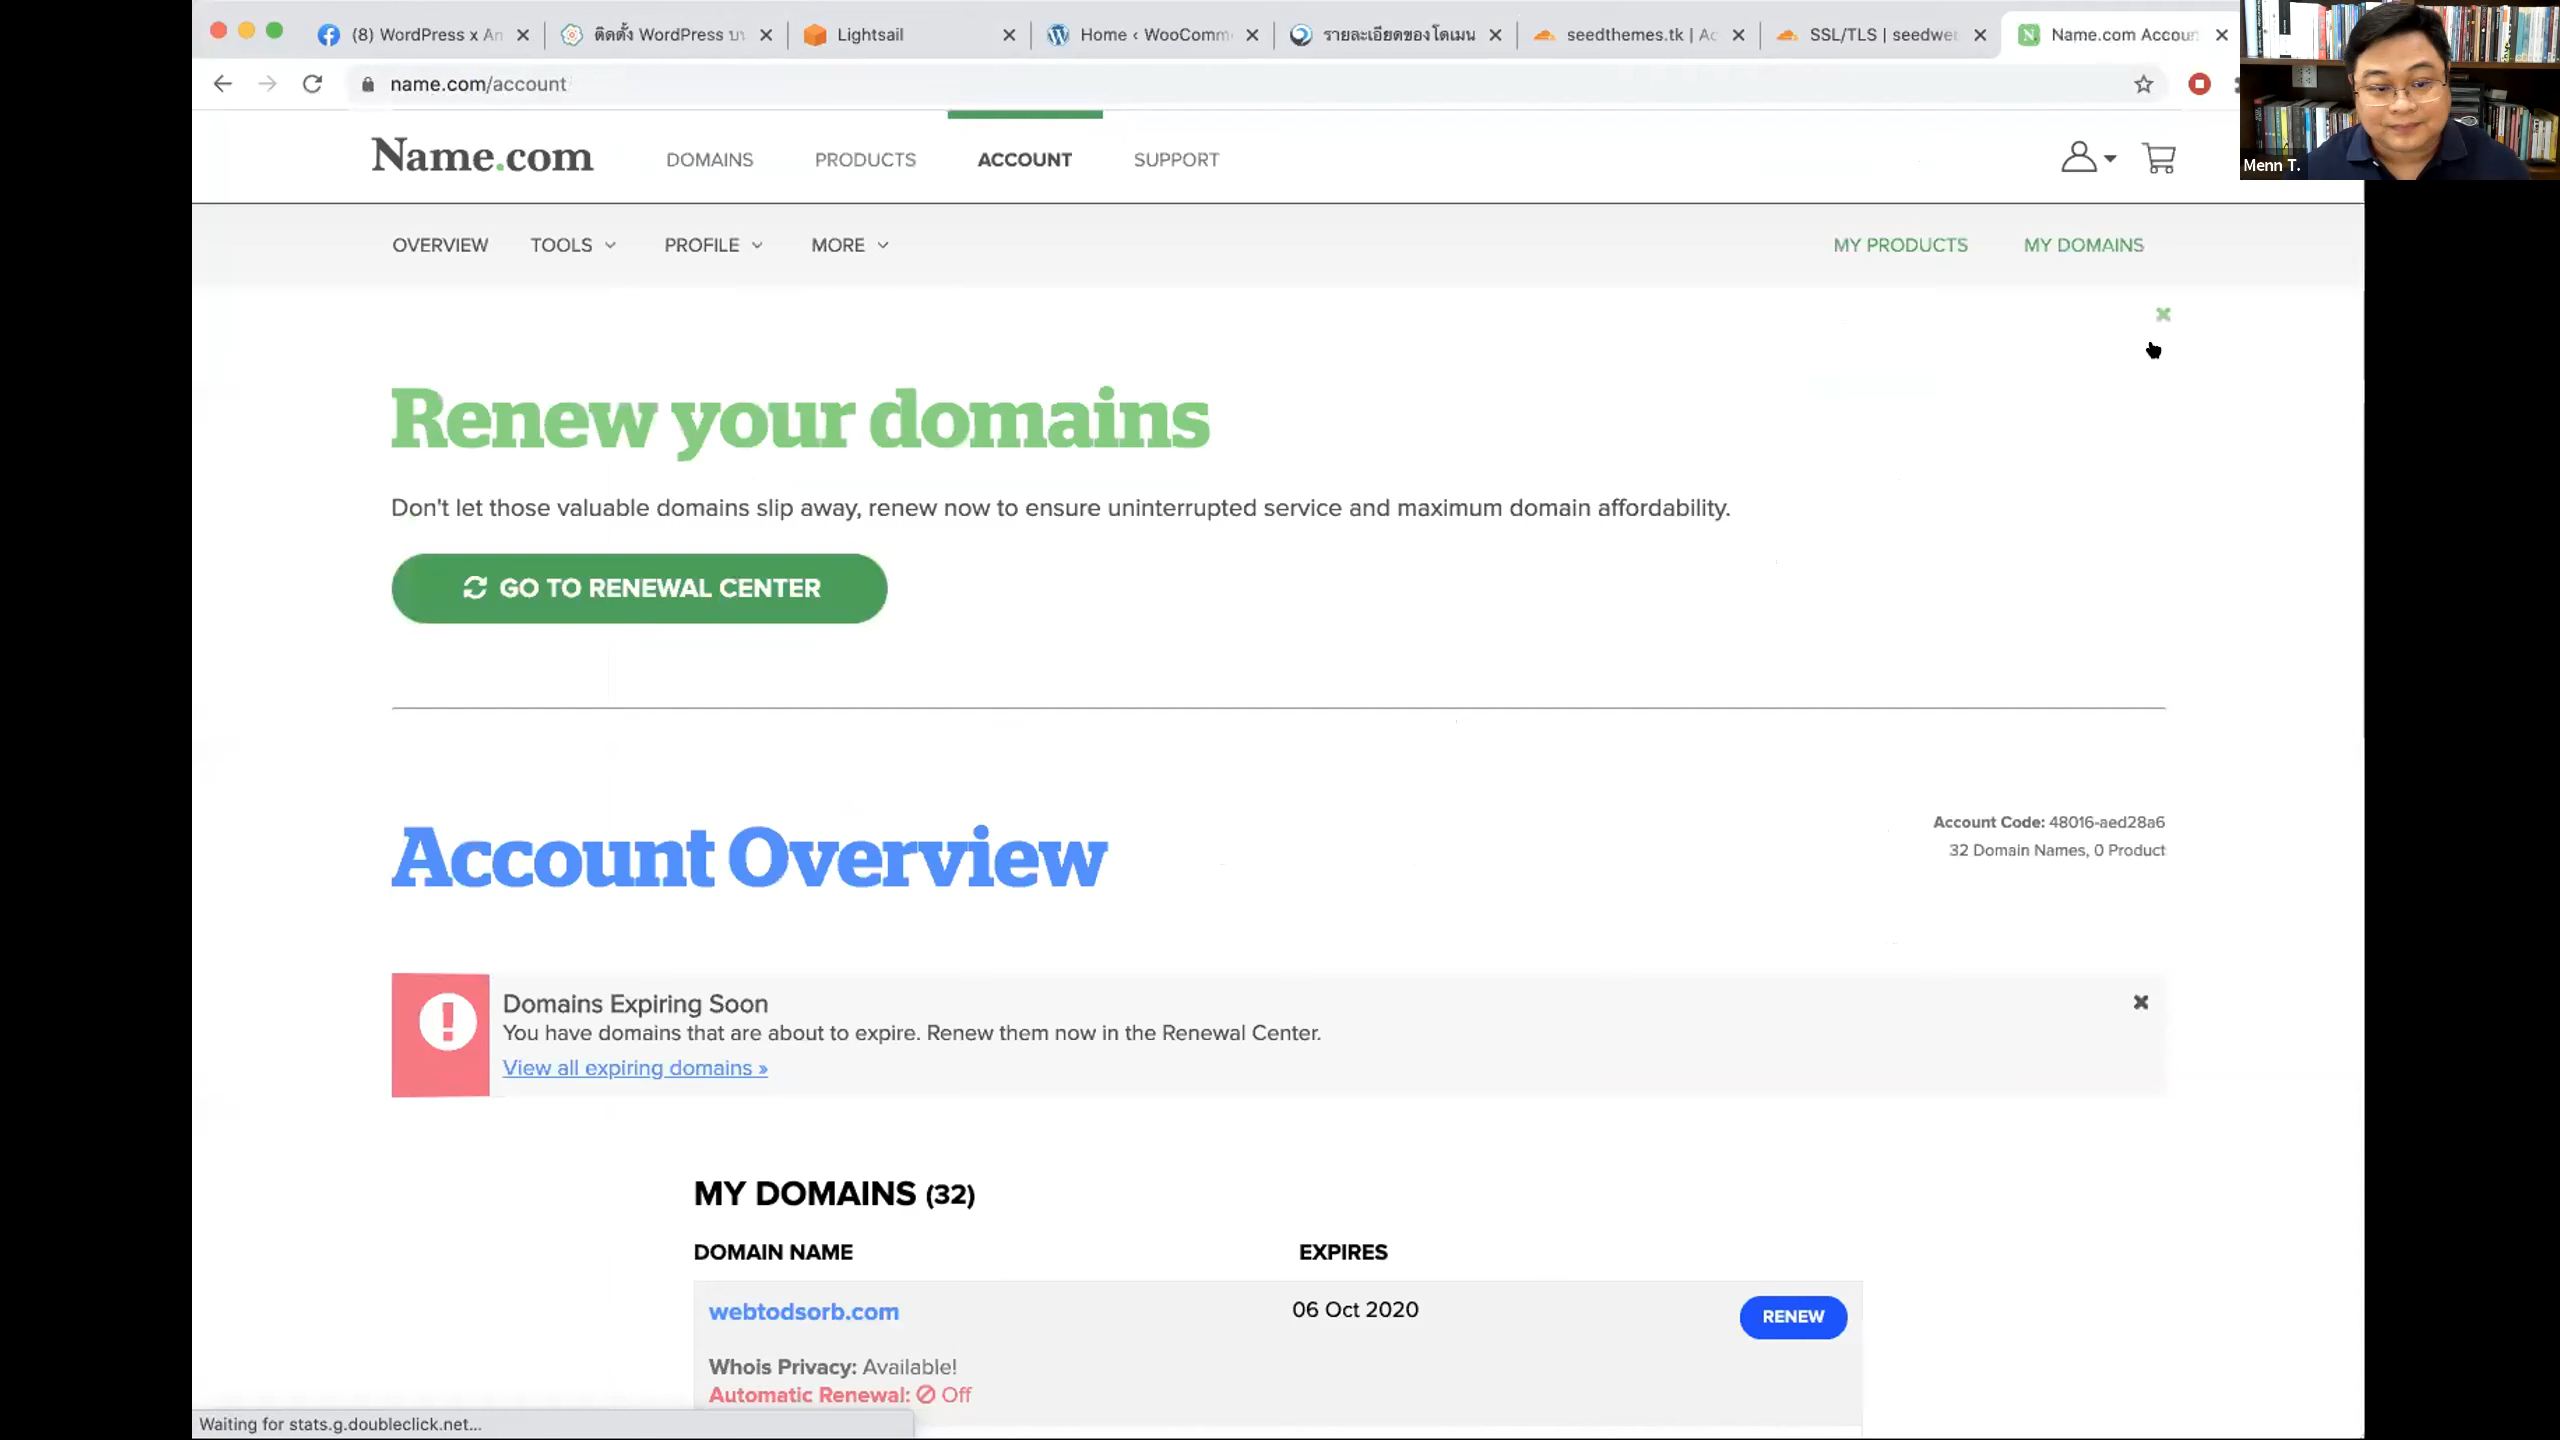 (8) WordPress x An
ติดตั้ง WordPress บน
Lightsail
Home ‹ WooComm
รายละเอียดของโดเมน
seedthemes.tk | Ac
SSL/TLS | seedwe
Name.com Accoun
name.com/account
Menn T.
Name.com
DOMAINS
PRODUCTS
ACCOUNT
SUPPORT
OVERVIEW
TOOLS
PROFILE
MORE
MY PRODUCTS
MY DOMAINS
Renew your domains
Don't let those valuable domains slip away, renew now to ensure uninterrupted service and maximum domain affordability.
GO TO RENEWAL CENTER
Account Overview
Account Code: 48016-aed28a6
32 Domain Names, 0 Product
Domains Expiring Soon
You have domains that are about to expire. Renew them now in the Renewal Center.
View all expiring domains »
MY DOMAINS (32)
DOMAIN NAME
EXPIRES
webtodsorb.com
06 Oct 2020
RENEW
Whois Privacy: Available!
Automatic Renewal: Off
Waiting for stats.g.doubleclick.net...